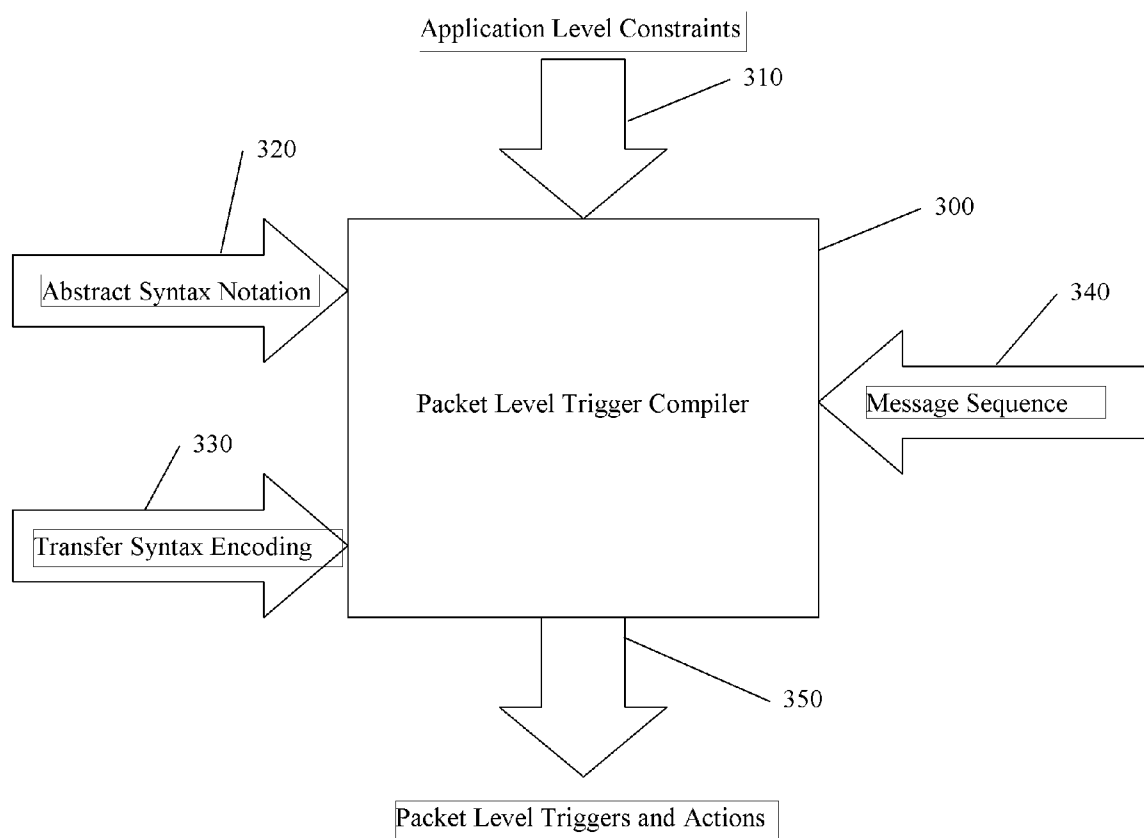 Application Level Constraints
310
320
300
Abstract Syntax Notation
340
Packet Level Trigger Compiler
Message Sequence
330
Transfer Syntax Encoding
350
Packet Level Triggers and Actions